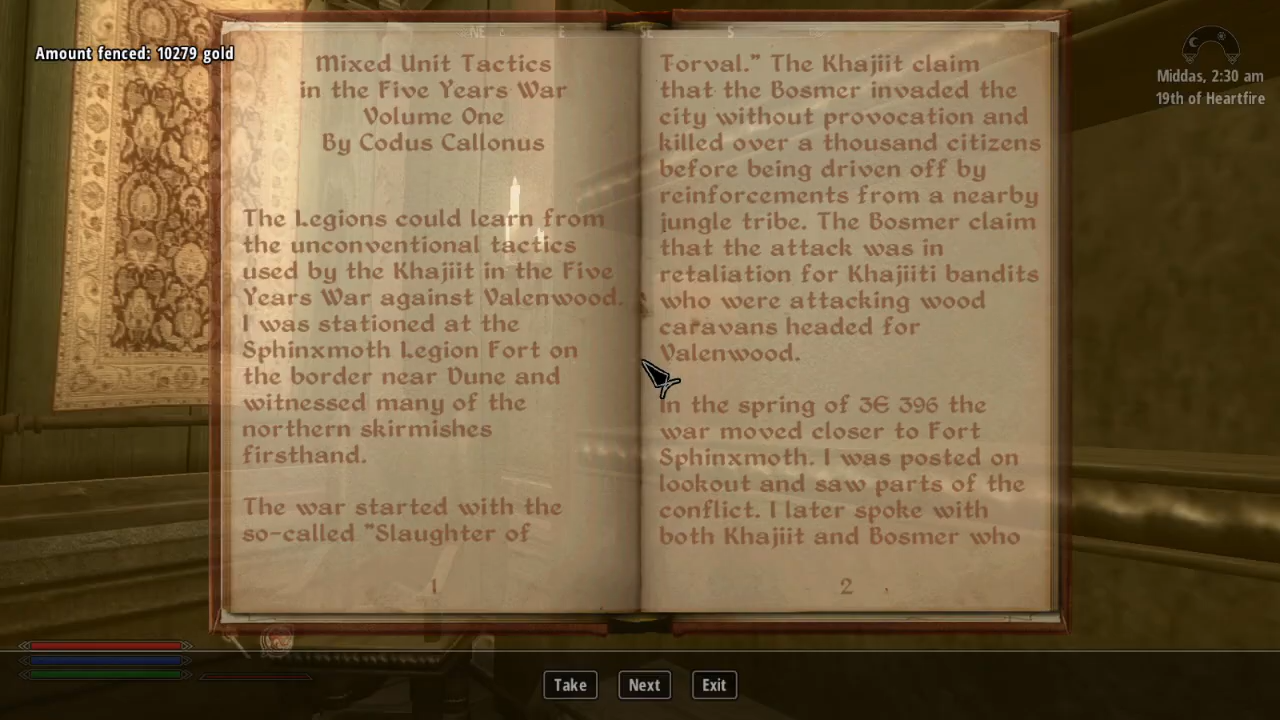 NE
E
SE
S
Amount fenced: 10279 gold
Middas, 2:30 am
19th of Heartfire
Mixed Unit Tactics
in the Five Years War
Volume One
By Codus Callonus
The Legions could learn from
the unconventional tactics
used by the Khajiit in the Five
Years War against Valenwood.
I was stationed at the
Sphinxmoth Legion Fort on
the border near Dune and
witnessed many of the
northern skirmishes
firsthand.
The war started with the
so-called "Slaughter of
1
Torval." The Khajiit claim
that the Bosmer invaded the
city without provocation and
killed over a thousand citizens
before being driven off by
reinforcements from a nearby
jungle tribe. The Bosmer claim
that the attack was in
retaliation for Khajiiti bandits
who were attacking wood
caravans headed for
Valenwood.
In the spring of 3E 396 the
war moved closer to Fort
Sphinxmoth. I was posted on
lookout and saw parts of the
conflict. I later spoke with
both Khajiit and Bosmer who
2
Take
Next
Exit